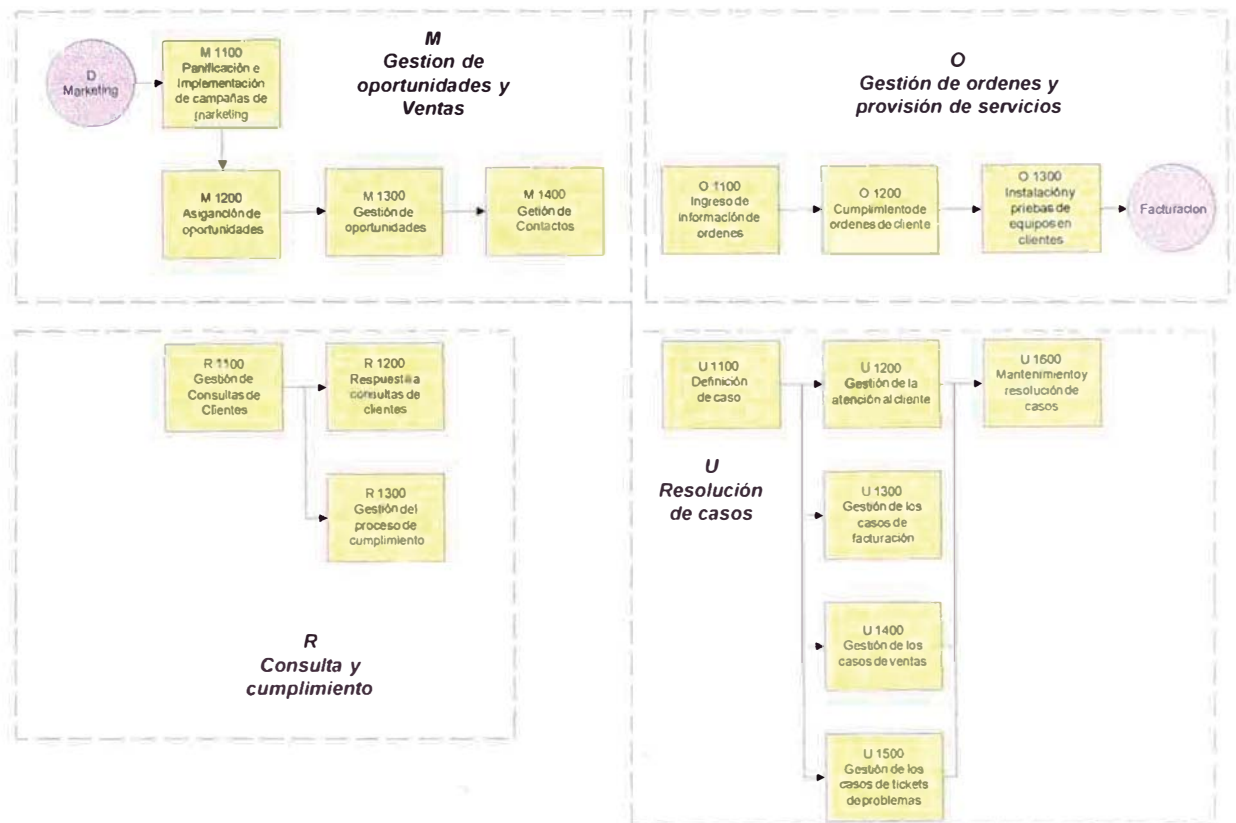 D
Marketing
M 1100
Panificación e
Implementación
de campañas de
marketing
M
Gestion de
oportunidades y
Ventas
M 1200
Asigancíon de
oportunidades
M 1300
Gestión de
oportunidades
M 1400
Getión de
Contactos
O
Gestión de ordenes y
provisión de servicios
O 1100
Ingreso de
información de
ordenes
O 1200
Cumplimiento de
ordenes de cliente
O 1300
Instalación y
pruebas de
equipos en
clientes
Facturacion
R 1100
Gestión de
Consultas de
Clientes
R 1200
Respuesta a
consultas de
clientes
R 1300
Gestión del
proceso de
cumplimiento
R
Consulta y
cumplimiento
U 1100
Definición
de caso
U 1200
Gestión de la
atención al cliente
U 1600
Mantenimiento y
resolución de
casos
U
Resolución
de casos
U 1300
Gestión de los
casos de
facturación
U 1400
Gestión de los
casos de ventas
U 1500
Gestión de los
casos de tickets
de problemas